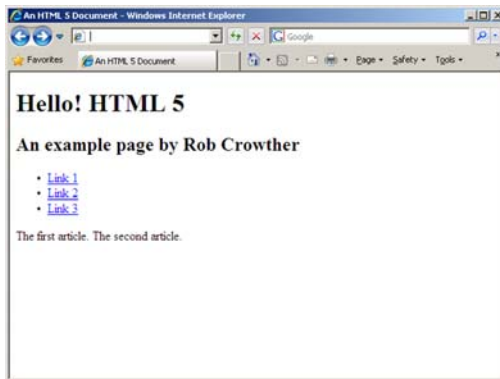 An HTML 5 Document - Windows Internet Explorer
Google
Favorites An HTML 5 Document Page Safety Tools
Hello! HTML 5
An example page by Rob Crowther
• Link 1
• Link 2
• Link 3
The first article. The second article.